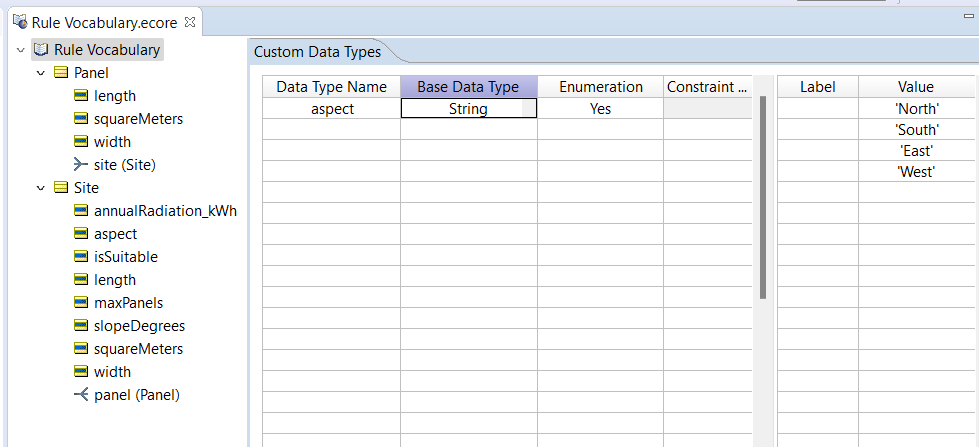 Rule Vocabulary.ecore
Rule Vocabulary
Panel
length
squareMeters
width
site (Site)
Site
annualRadiation_kWh
aspect
isSuitable
length
maxPanels
slopeDegrees
squareMeters
width
panel (Panel)
Custom Data Types
Data Type Name Base Data Type Enumeration Constraint ...
aspect String Yes
Label Value
'North'
'South'
'East'
'West'